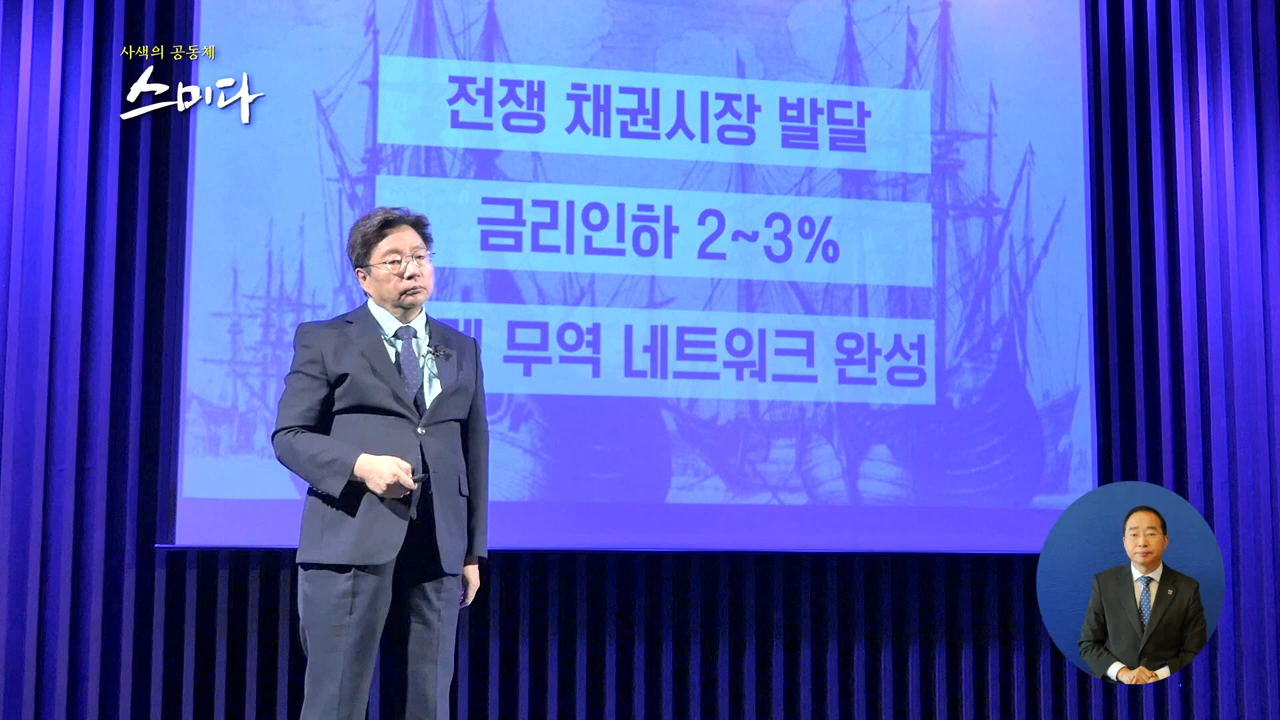 사색의 공동체
스미다
전쟁 채권시장 발달
금리인하 2~3%
무역 네트워크 완성